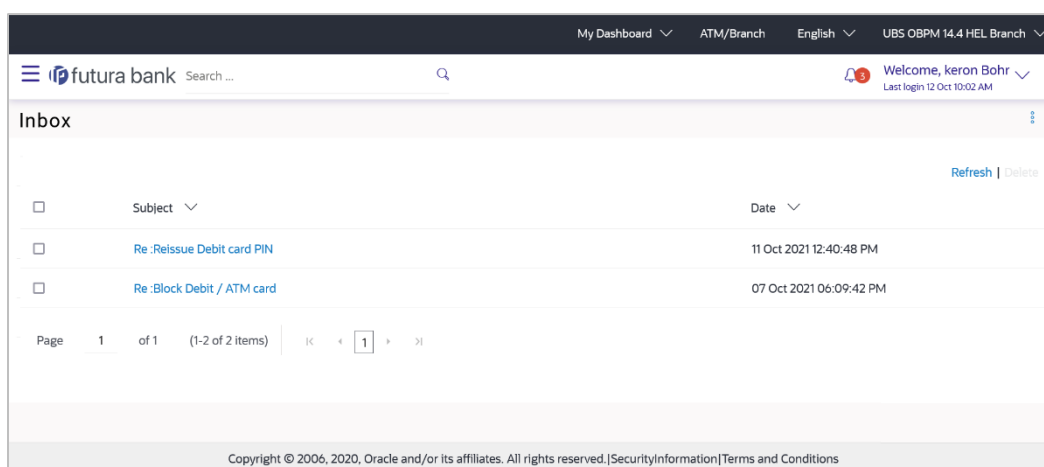 My Dashboard ATM/Branch English UBS OBPM 14.4 HEL Branch
futura bank Search ... 3 Welcome, keron Bohr
Last login 12 Oct 10:02 AM
Inbox
Refresh | Delete
Subject Date
Re :Reissue Debit card PIN 11 Oct 2021 12:40:48 PM
Re :Block Debit / ATM card 07 Oct 2021 06:09:42 PM
Page 1 of 1 (1-2 of 2 items) 1
Copyright © 2006, 2020, Oracle and/or its affiliates. All rights reserved.|SecurityInformation|Terms and Conditions